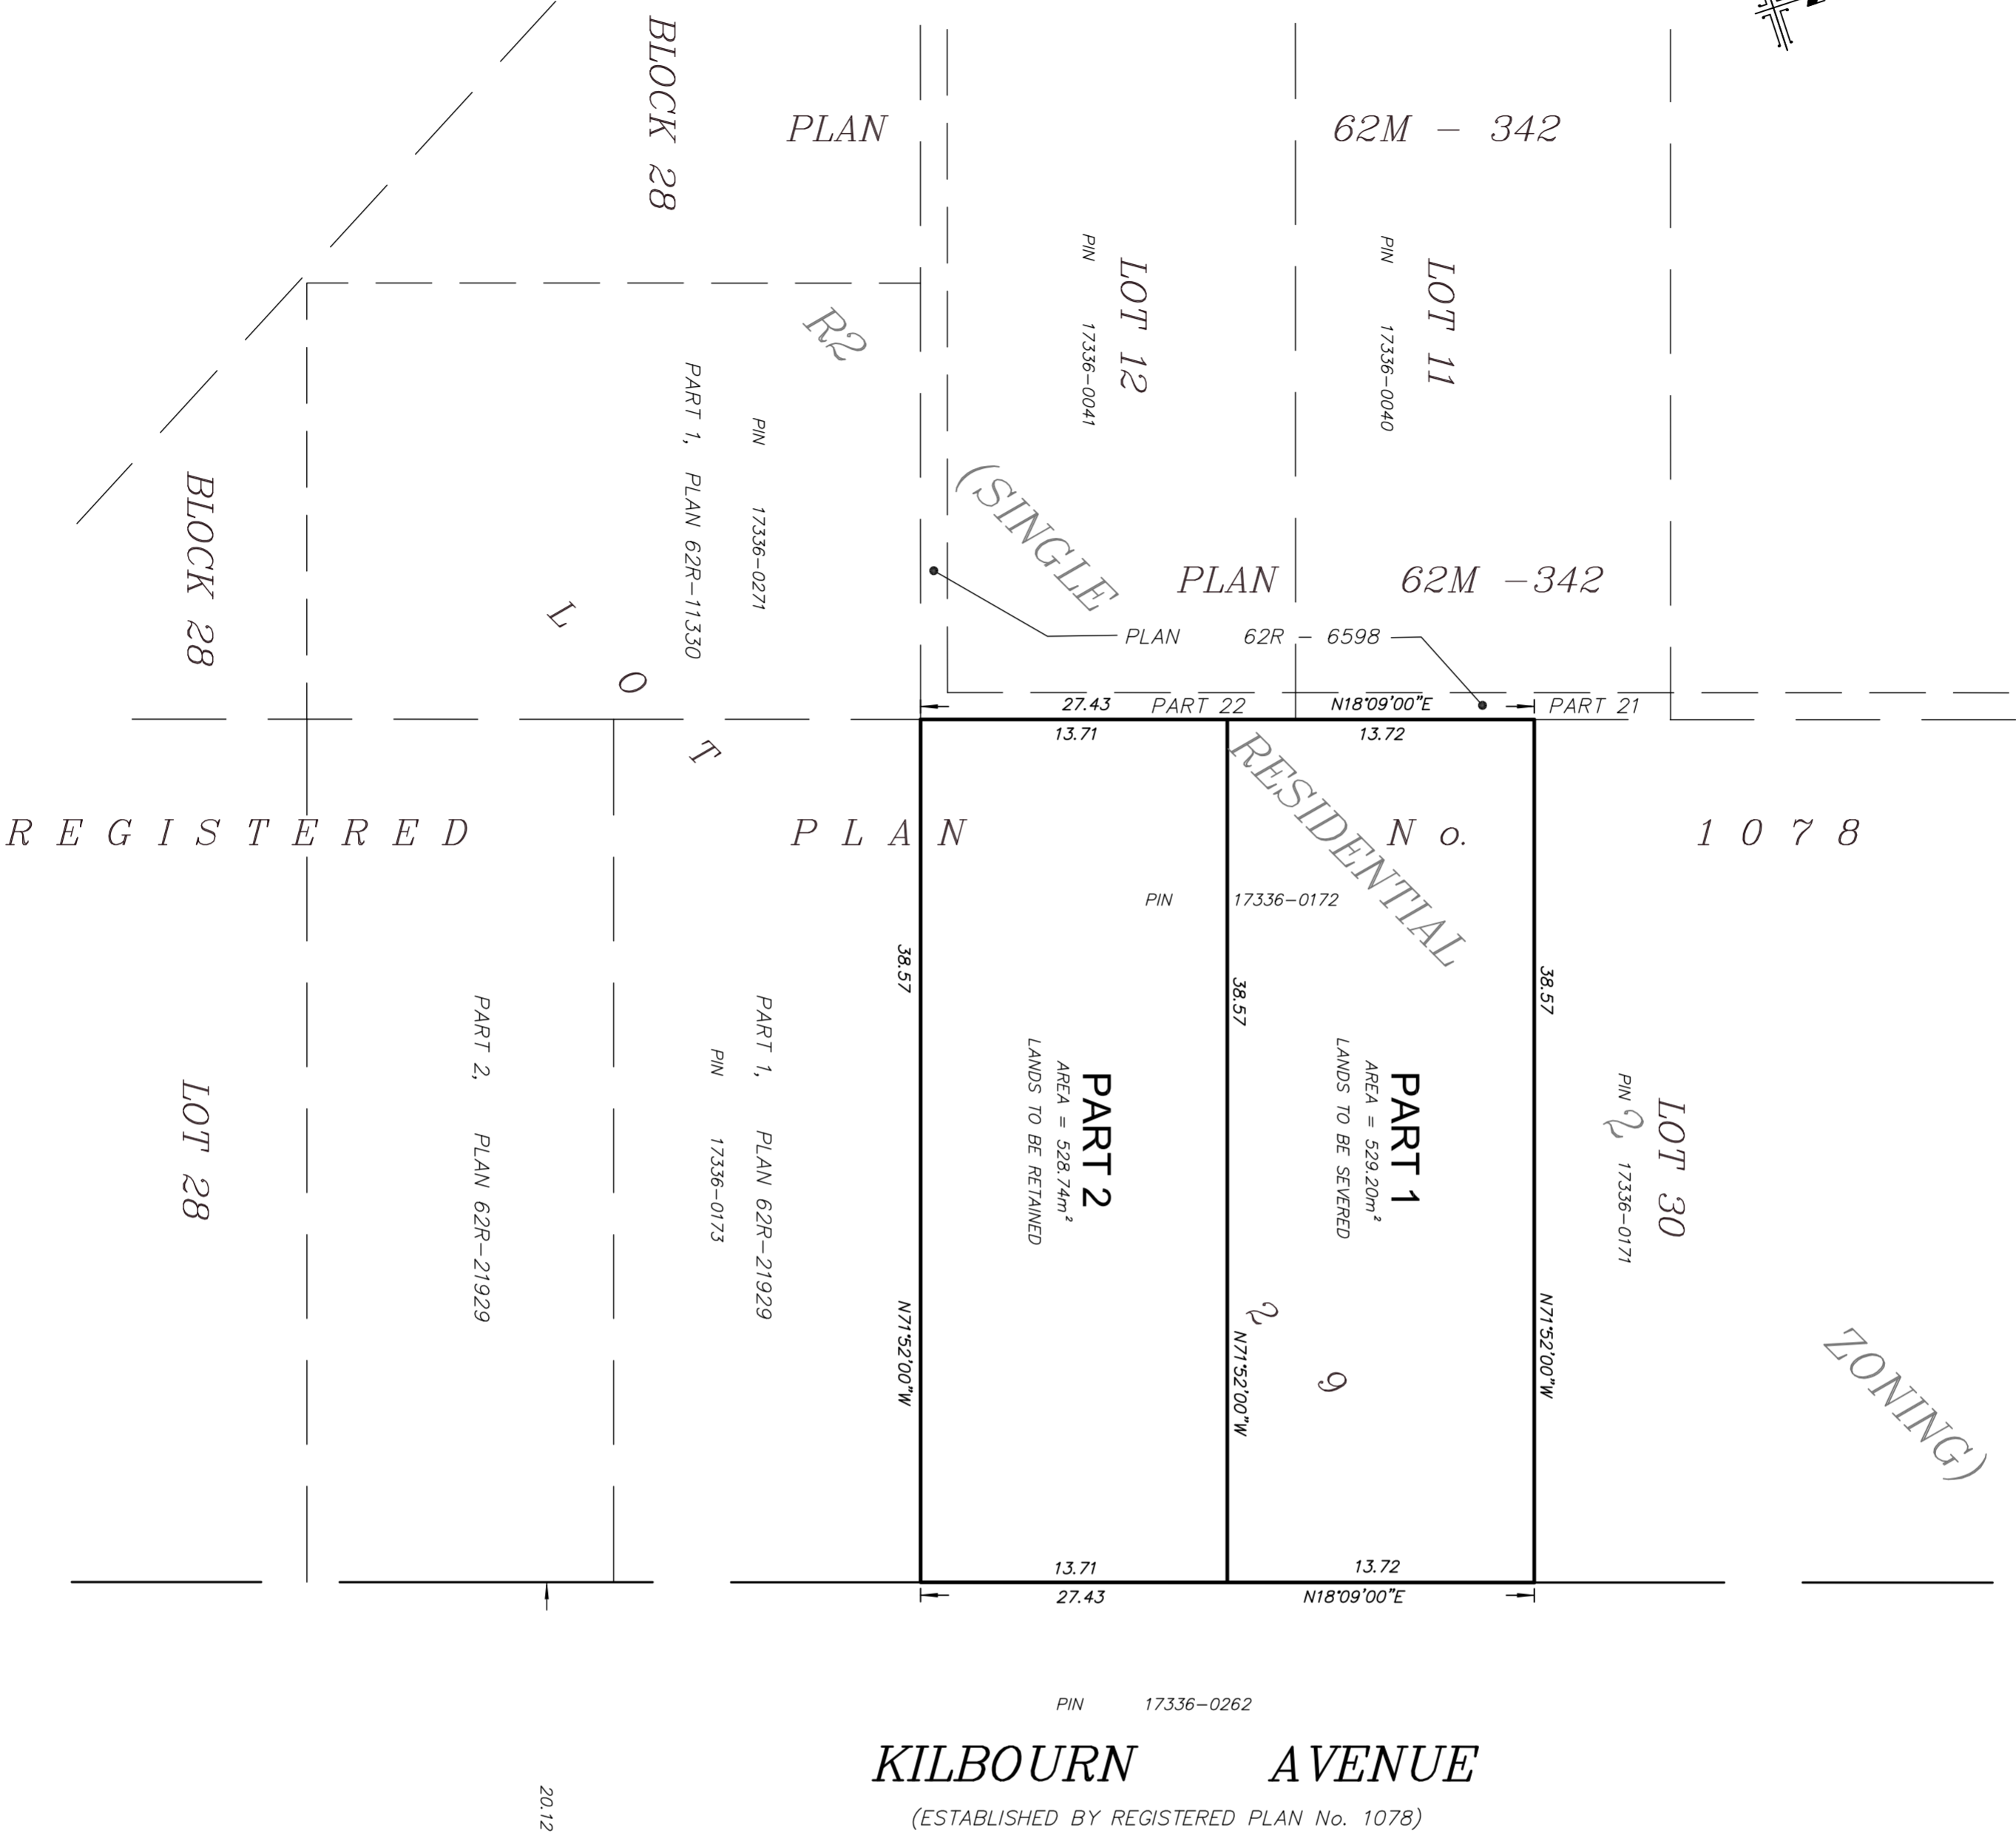 BLOCK 28
PLAN 62M - 342
PIN 17336-0041
LOT 12
PIN 17336-0040
LOT 11
R2
PART 1, PLAN 62R-11330
PIN 17336-0271
BLOCK 28
(SINGLE
PLAN 62M -342
PLAN 62R - 6598
L O T
27.43 PART 22 N18°09'00"E PART 21
13.71 13.72
RESIDENTIAL
REGISTERED PLAN No. 1078
PIN 17336-0172
38.57
38.57
38.57
LOT 28
PART 2, PLAN 62R-21929
PIN 17336-0173
PART 1, PLAN 62R-21929
PART 2
AREA = 528.74m²
LANDS TO BE RETAINED
PART 1
AREA = 529.20m²
LANDS TO BE SEVERED
LOT 30
PIN 17336-0171
2
N71°52'00"W
N71°52'00"W
N71°52'00"W
2 9
ZONING)
13.71 13.72
27.43 N18°09'00"E
PIN 17336-0262
KILBOURN AVENUE
(ESTABLISHED BY REGISTERED PLAN No. 1078)
20.12